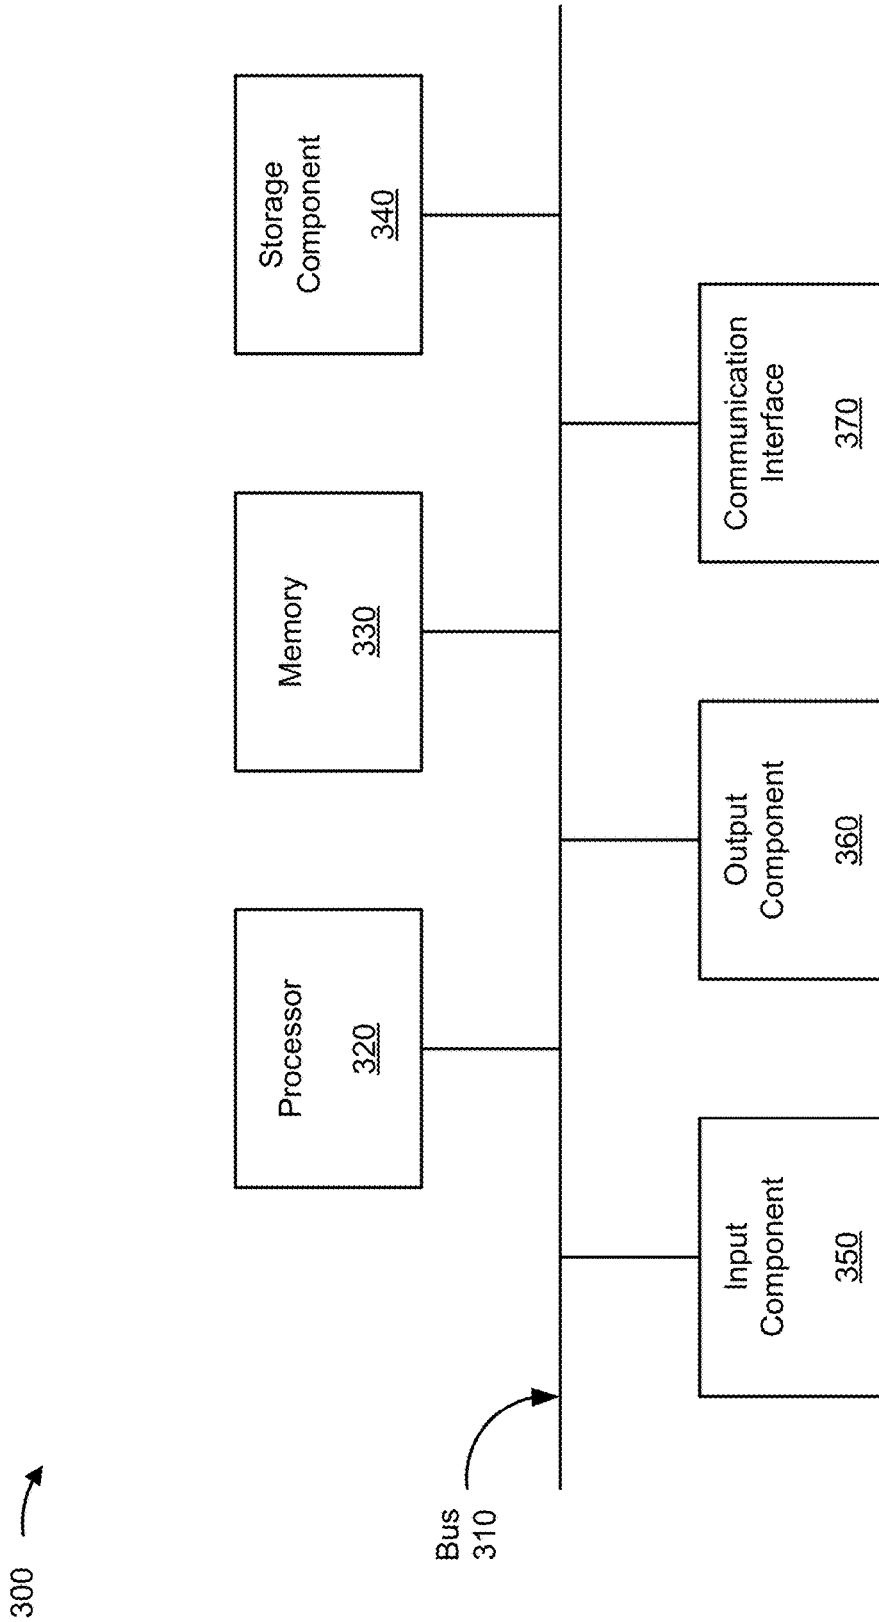 300
Bus
310
Processor
320
Memory
330
Storage
Component
340
Input
Component
350
Output
Component
360
Communication
Interface
370